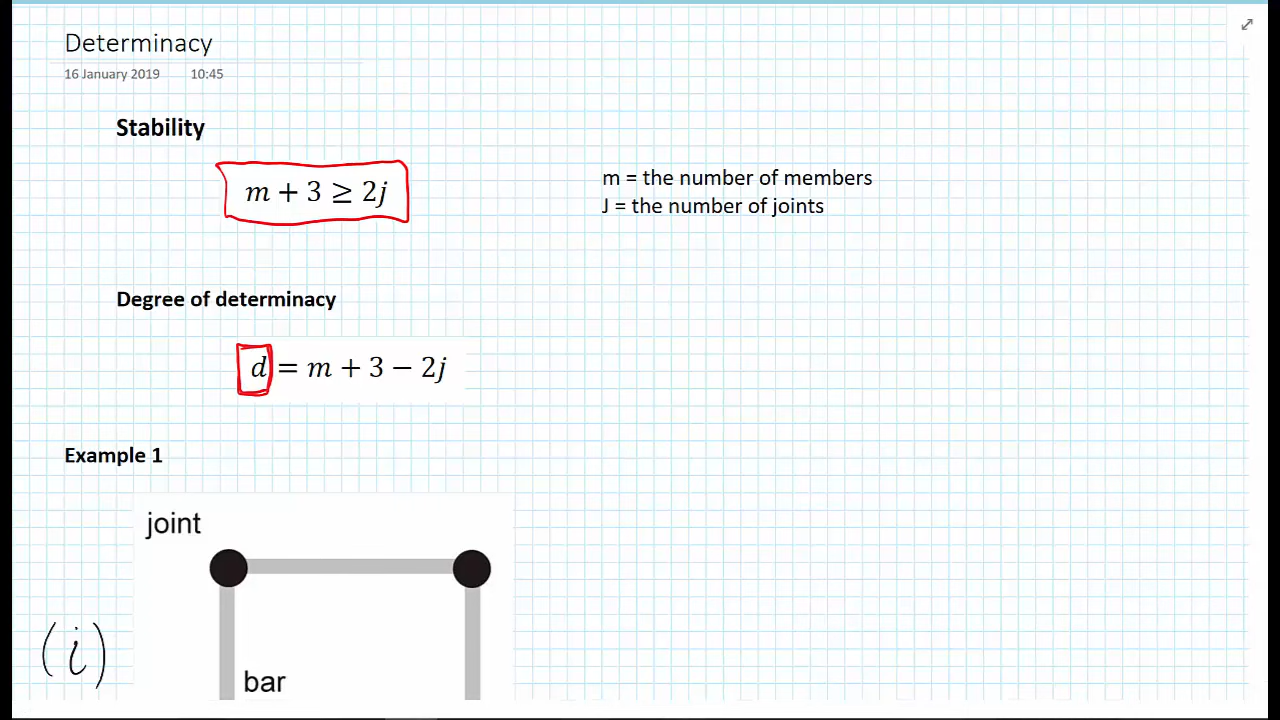 Determinacy
16 January 2019 10:45
Stability
m + 3 ≥ 2j
m = the number of members
J = the number of joints
Degree of determinacy
d = m + 3 − 2j
Example 1
joint
(i)
bar